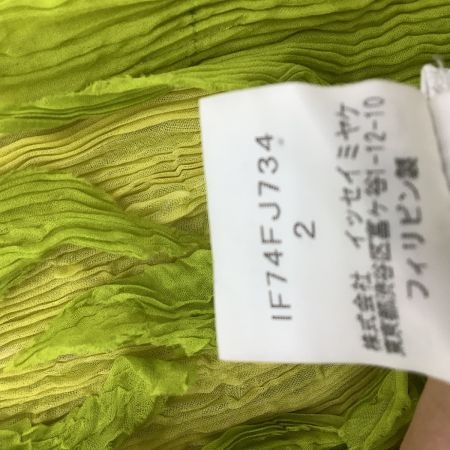 IF74FJ734
2
株式会社 イッセイ ミヤケ
東京都渋谷区富ケ谷1-12-10
フィリピン製